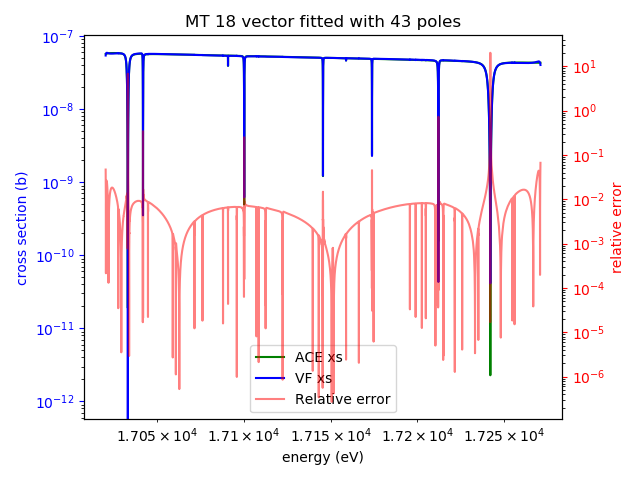 MT 18 vector fitted with 43 poles
10⁻⁷
10⁻⁸
10⁻⁹
10⁻¹⁰
10⁻¹¹
10⁻¹²
cross section (b)
10¹
10⁰
10⁻¹
10⁻²
10⁻³
10⁻⁴
10⁻⁵
10⁻⁶
relative error
ACE xs
VF xs
Relative error
1.705 × 10⁴
1.71 × 10⁴
1.715 × 10⁴
1.72 × 10⁴
1.725 × 10⁴
energy (eV)